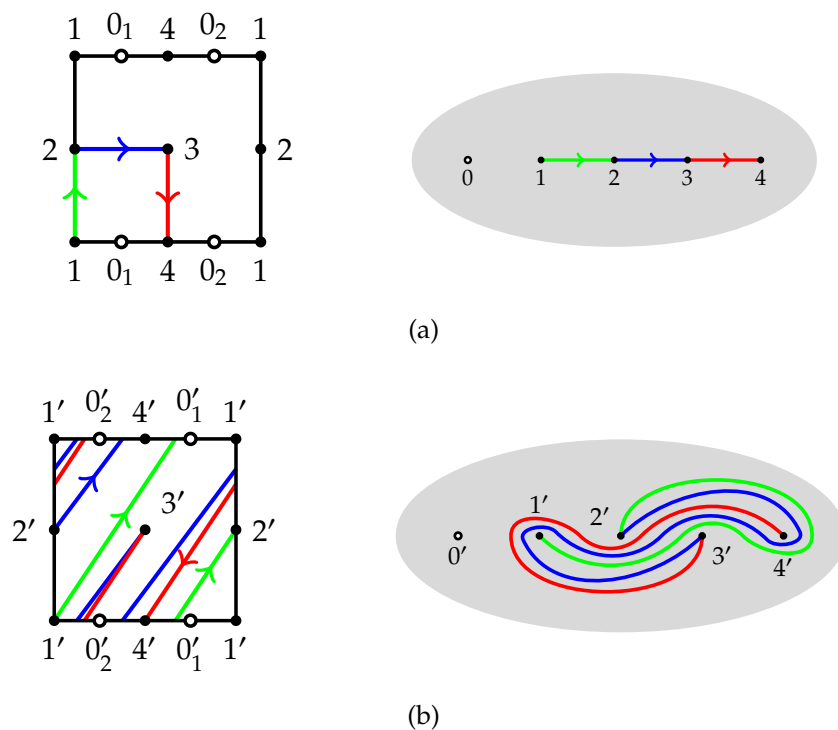 1 0₁ 4 0₂ 1
2 3 2
1 0₁ 4 0₂ 1
0 1 2 3 4
(a)
1′ 0′₂ 4′ 0′₁ 1′
2′ 3′ 2′
1′ 0′₂ 4′ 0′₁ 1′
0′ 1′ 2′ 3′ 4′
(b)